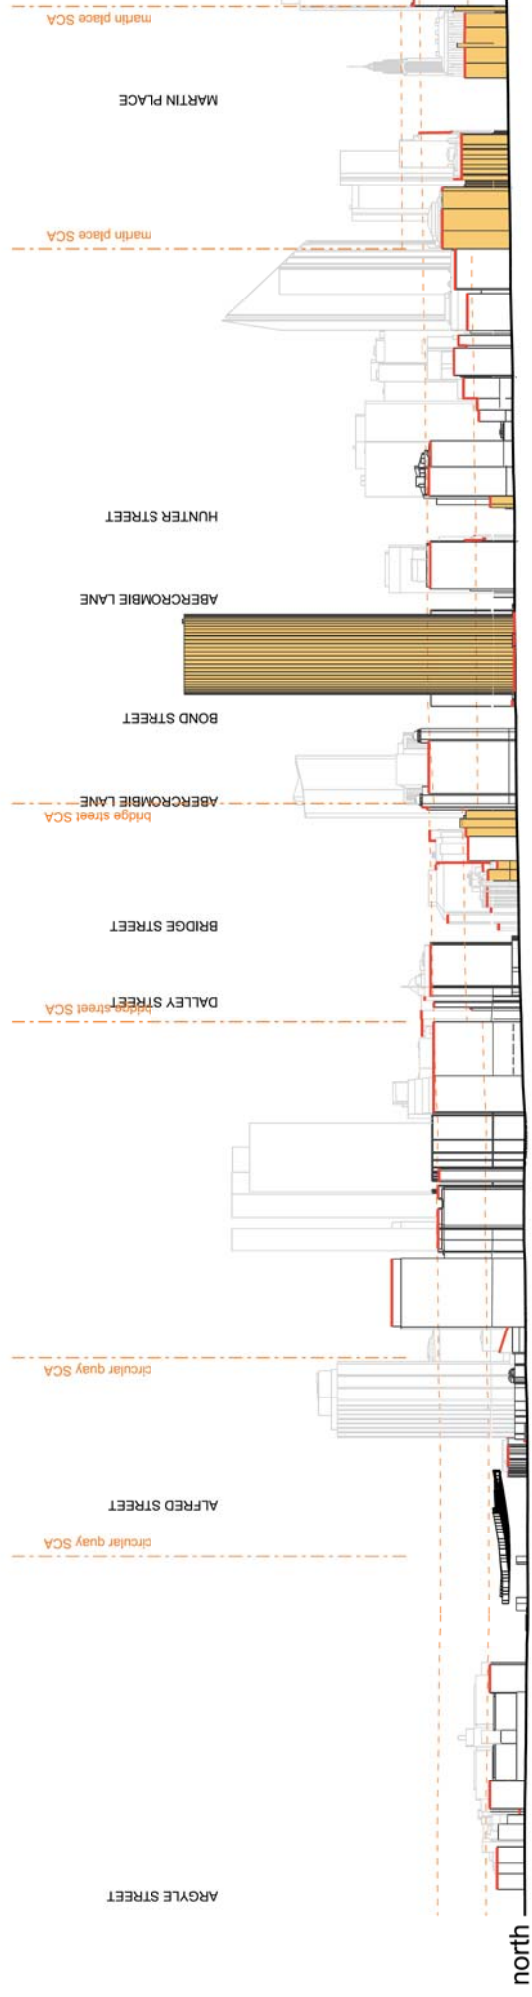 martin place SCA
MARTIN PLACE
martin place SCA
HUNTER STREET
ABERCROMBIE LANE
BOND STREET
ABERCROMBIE LANE
bridge street SCA
BRIDGE STREET
DALLEY STREET
bridge street SCA
circular quay SCA
ALFRED STREET
circular quay SCA
ARGYLE STREET
north